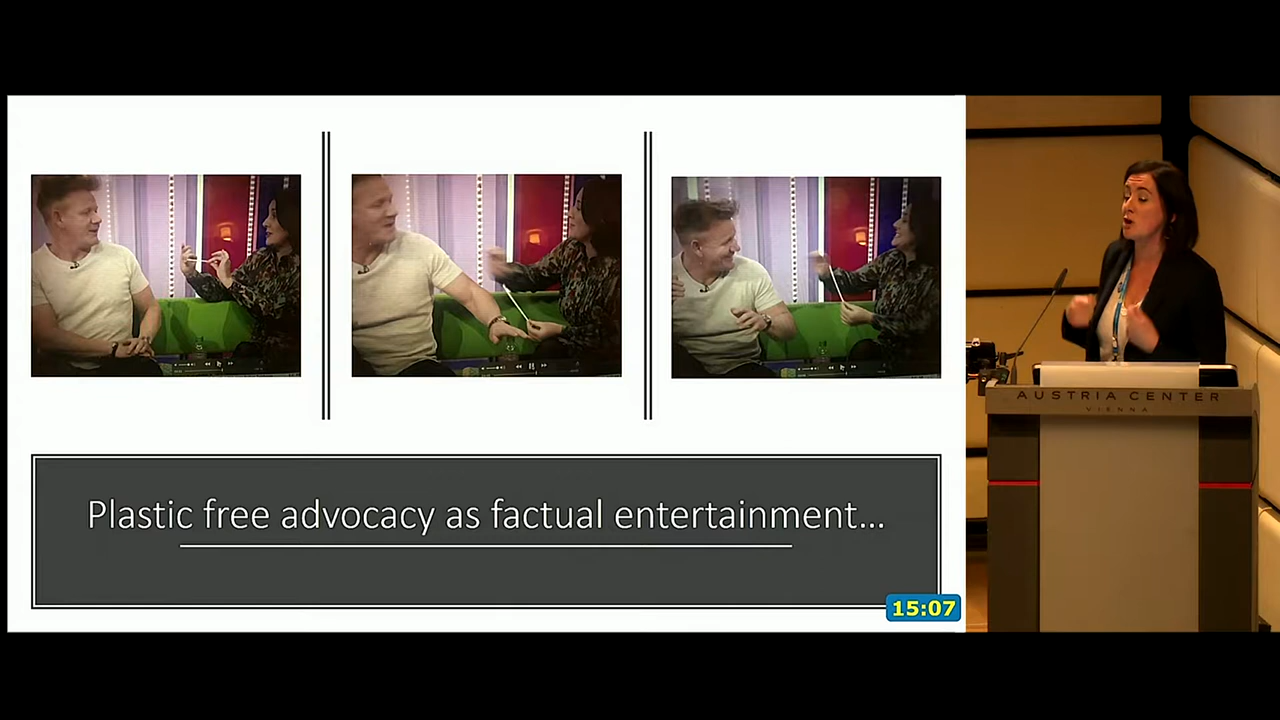 Plastic free advocacy as factual entertainment...
15:07
AUSTRIA CENTER
VIENNA